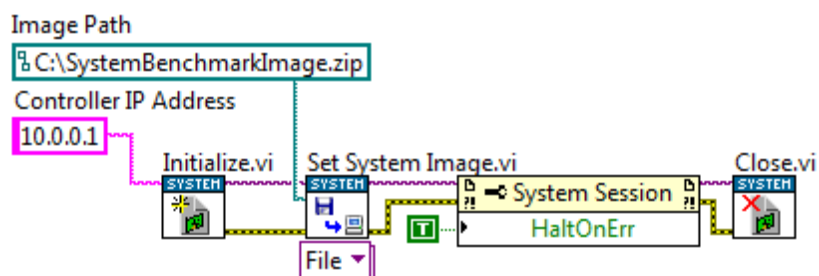 Image Path
C:\SystemBenchmarkImage.zip
Controller IP Address
10.0.0.1
Initialize.vi
Set System Image.vi
Close.vi
SYSTEM
SYSTEM
SYSTEM
?! System Session ?!
T
HaltOnErr
File